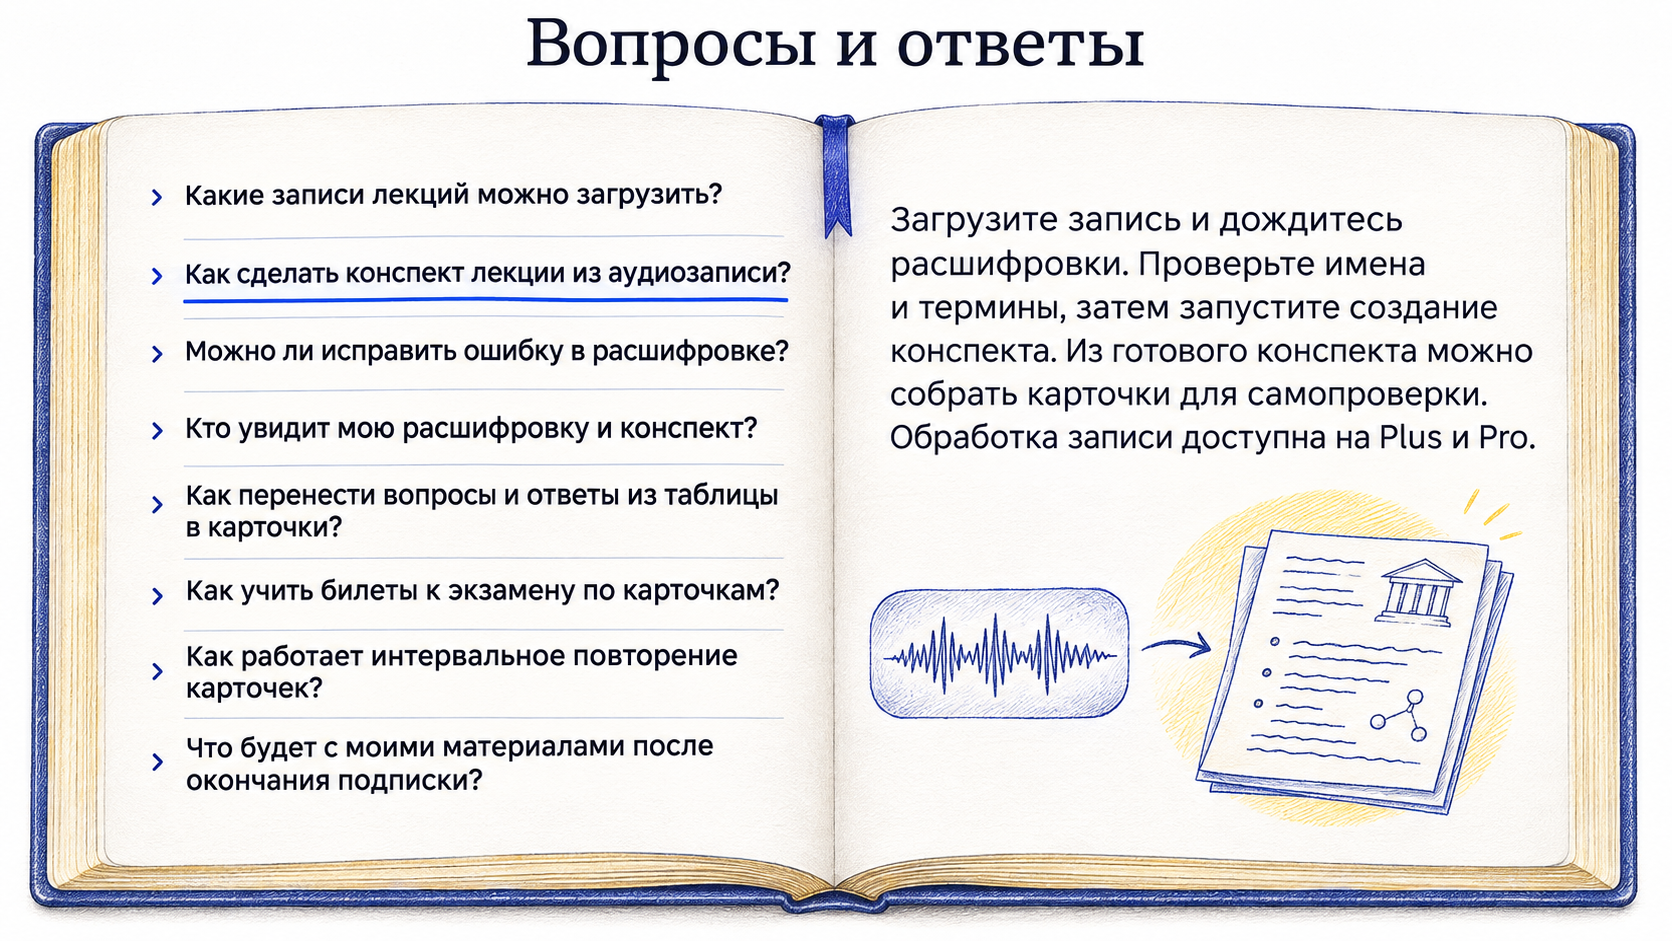 Вопросы и ответы
Какие записи лекций можно загрузить?
Как сделать конспект лекции из аудиозаписи?
Можно ли исправить ошибку в расшифровке?
Кто увидит мою расшифровку и конспект?
Как перенести вопросы и ответы из таблицы
в карточки?
Как учить билеты к экзамену по карточкам?
Как работает интервальное повторение
карточек?
Что будет с моими материалами после
окончания подписки?
Загрузите запись и дождитесь
расшифровки. Проверьте имена
и термины, затем запустите создание
конспекта. Из готового конспекта можно
собрать карточки для самопроверки.
Обработка записи доступна на Plus и Pro.